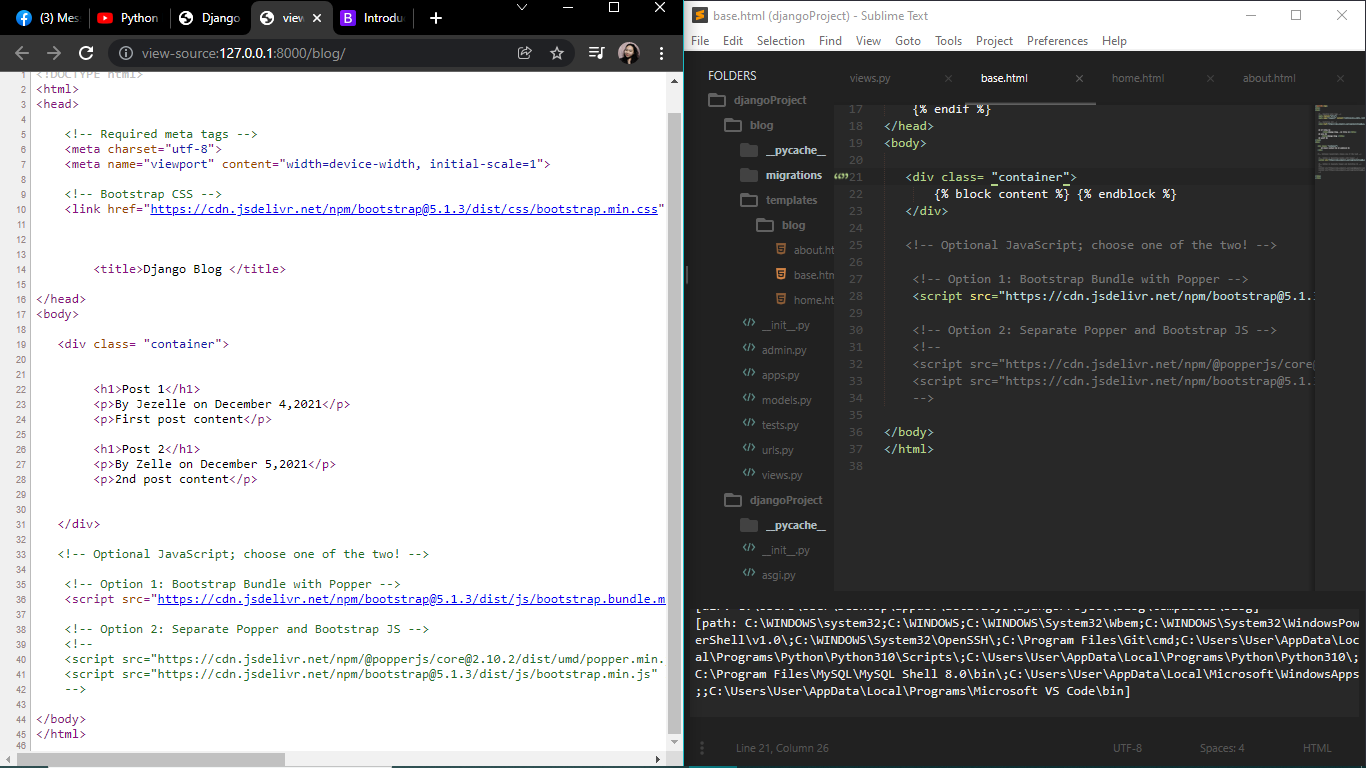 (3) Mes
Python
Django
view
Introdu
view-source:127.0.0.1:8000/blog/
1 <!DOCTYPE html>
2 <html>
3 <head>
4
5 <!-- Required meta tags -->
6 <meta charset="utf-8">
7 <meta name="viewport" content="width=device-width, initial-scale=1">
8
9 <!-- Bootstrap CSS -->
10 <link href="https://cdn.jsdelivr.net/npm/bootstrap@5.1.3/dist/css/bootstrap.min.css"
11
12
13
14 <title>Django Blog </title>
15
16 </head>
17 <body>
18
19 <div class= "container">
20
21
22 <h1>Post 1</h1>
23 <p>By Jezelle on December 4,2021</p>
24 <p>First post content</p>
25
26 <h1>Post 2</h1>
27 <p>By Zelle on December 5,2021</p>
28 <p>2nd post content</p>
29
30
31 </div>
32
33 <!-- Optional JavaScript; choose one of the two! -->
34
35 <!-- Option 1: Bootstrap Bundle with Popper -->
36 <script src="https://cdn.jsdelivr.net/npm/bootstrap@5.1.3/dist/js/bootstrap.bundle.m
37
38 <!-- Option 2: Separate Popper and Bootstrap JS -->
39 <!--
40 <script src="https://cdn.jsdelivr.net/npm/@popperjs/core@2.10.2/dist/umd/popper.min.
41 <script src="https://cdn.jsdelivr.net/npm/bootstrap@5.1.3/dist/js/bootstrap.min.js"
42 -->
43
44 </body>
45 </html>
46
base.html (djangoProject) - Sublime Text
File Edit Selection Find View Goto Tools Project Preferences Help
FOLDERS
djangoProject
blog
__pycache__
migrations
templates
blog
about.ht
base.htm
home.ht
__init__.py
admin.py
apps.py
models.py
tests.py
urls.py
views.py
djangoProject
__pycache__
__init__.py
asgi.py
views.py base.html home.html about.html
17 {% endif %}
18 </head>
19 <body>
20
21 <div class= "container">
22 {% block content %} {% endblock %}
23 </div>
24
25 <!-- Optional JavaScript; choose one of the two! -->
26
27 <!-- Option 1: Bootstrap Bundle with Popper -->
28 <script src="https://cdn.jsdelivr.net/npm/bootstrap@5.1.3
29
30 <!-- Option 2: Separate Popper and Bootstrap JS -->
31 <!--
32 <script src="https://cdn.jsdelivr.net/npm/@popperjs/core@
33 <script src="https://cdn.jsdelivr.net/npm/bootstrap@5.1.3
34 -->
35
36 </body>
37 </html>
38
[path: C:\WINDOWS\system32;C:\WINDOWS;C:\WINDOWS\System32\Wbem;C:\WINDOWS\System32\WindowsPow
erShell\v1.0\;C:\WINDOWS\System32\OpenSSH\;C:\Program Files\Git\cmd;C:\Users\User\AppData\Loc
al\Programs\Python\Python310\Scripts\;C:\Users\User\AppData\Local\Programs\Python\Python310\;
C:\Program Files\MySQL\MySQL Shell 8.0\bin\;C:\Users\User\AppData\Local\Microsoft\WindowsApps
;;C:\Users\User\AppData\Local\Programs\Microsoft VS Code\bin]
Line 21, Column 26 UTF-8 Spaces: 4 HTML